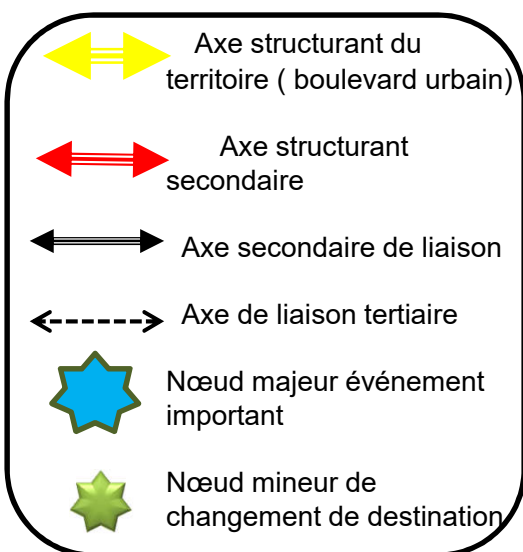 Axe structurant du
territoire ( boulevard urbain)
Axe structurant
secondaire
Axe secondaire de liaison
Axe de liaison tertiaire
Nœud majeur événement
important
Nœud mineur de
changement de destination